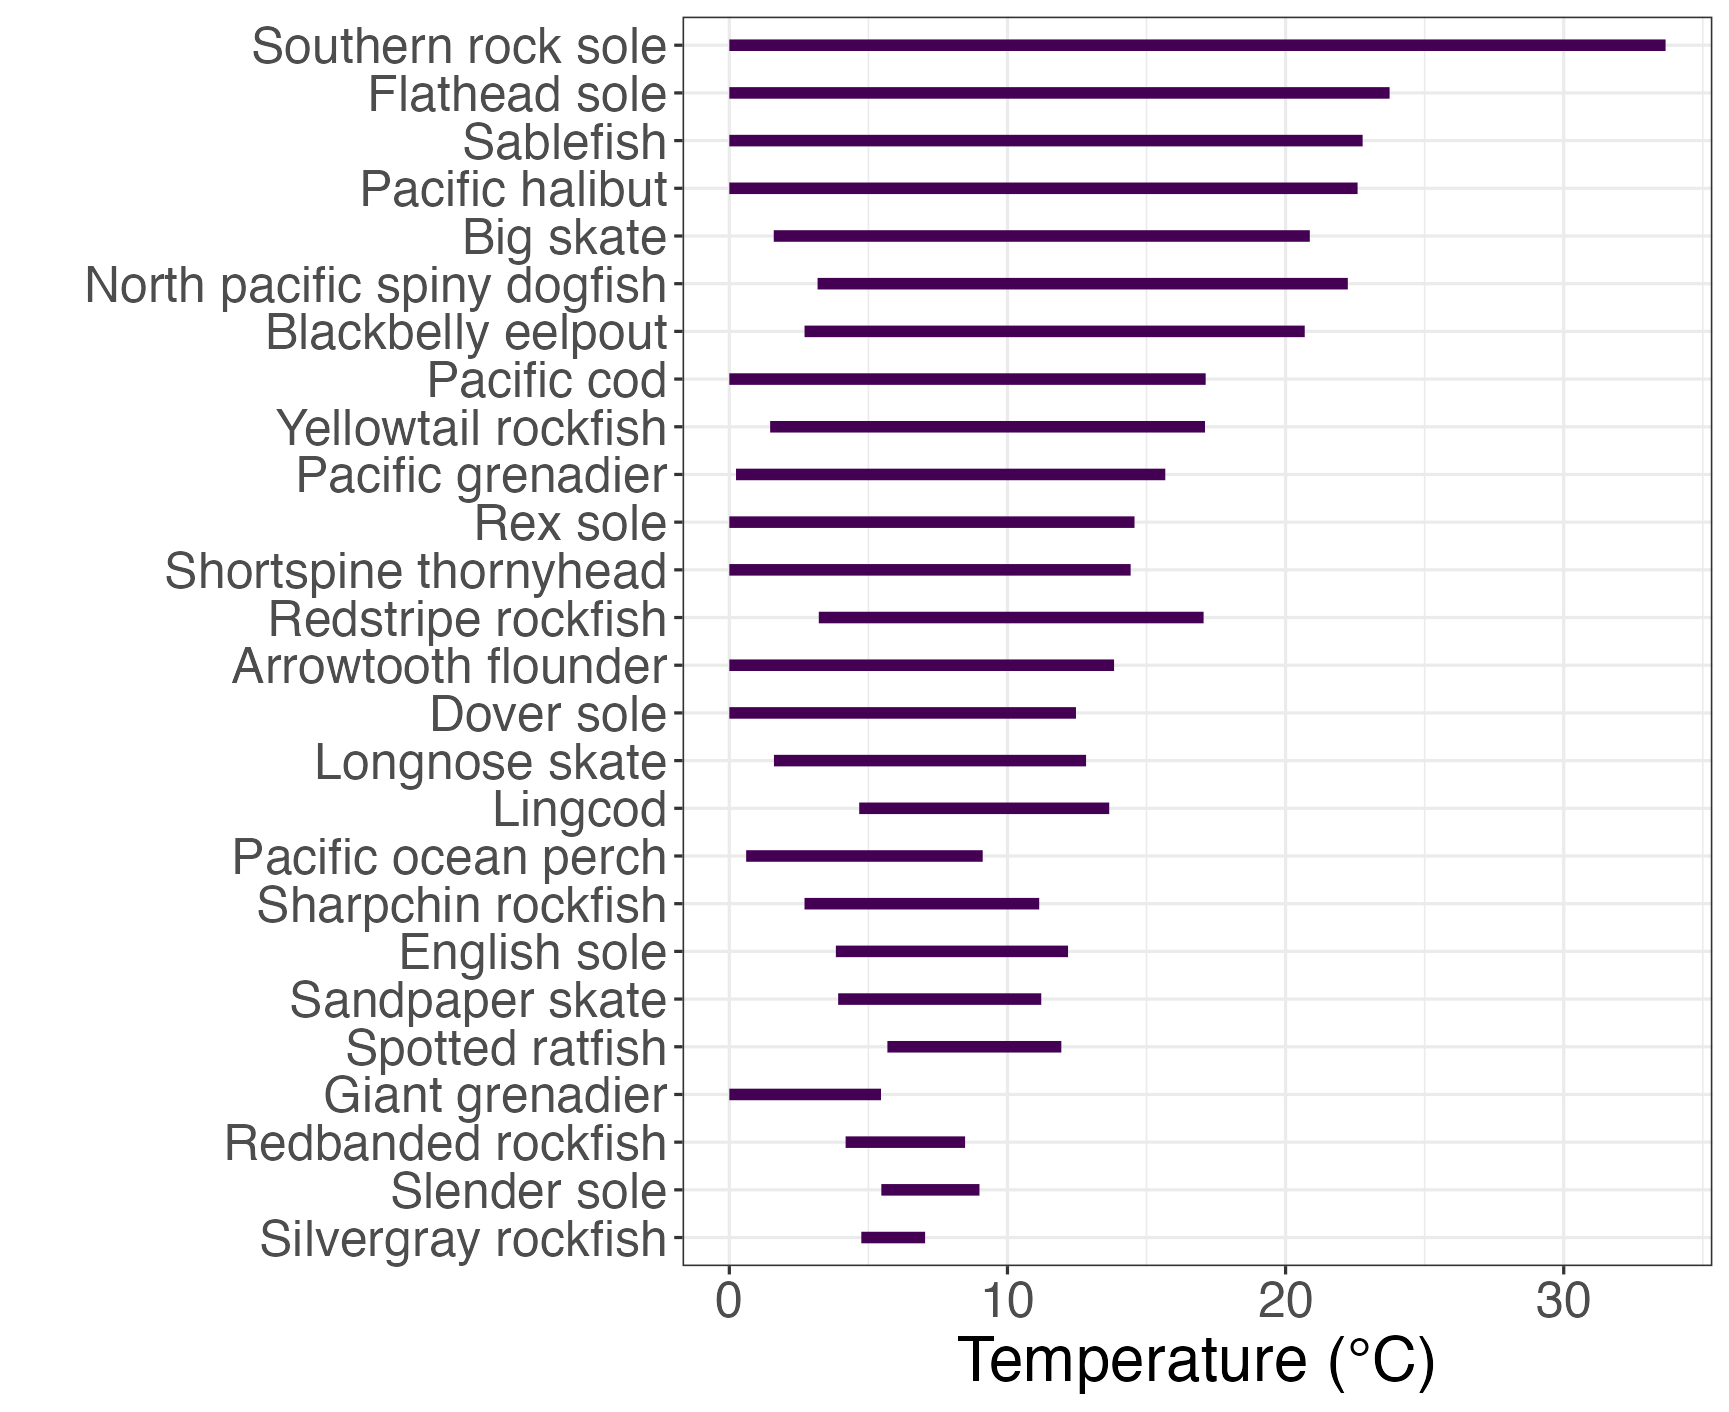 Southern rock sole
Flathead sole
Sablefish
Pacific halibut
Big skate
North pacific spiny dogfish
Blackbelly eelpout
Pacific cod
Yellowtail rockfish
Pacific grenadier
Rex sole
Shortspine thornyhead
Redstripe rockfish
Arrowtooth flounder
Dover sole
Longnose skate
Lingcod
Pacific ocean perch
Sharpchin rockfish
English sole
Sandpaper skate
Spotted ratfish
Giant grenadier
Redbanded rockfish
Slender sole
Silvergray rockfish
0 10 20 30
Temperature (°C)